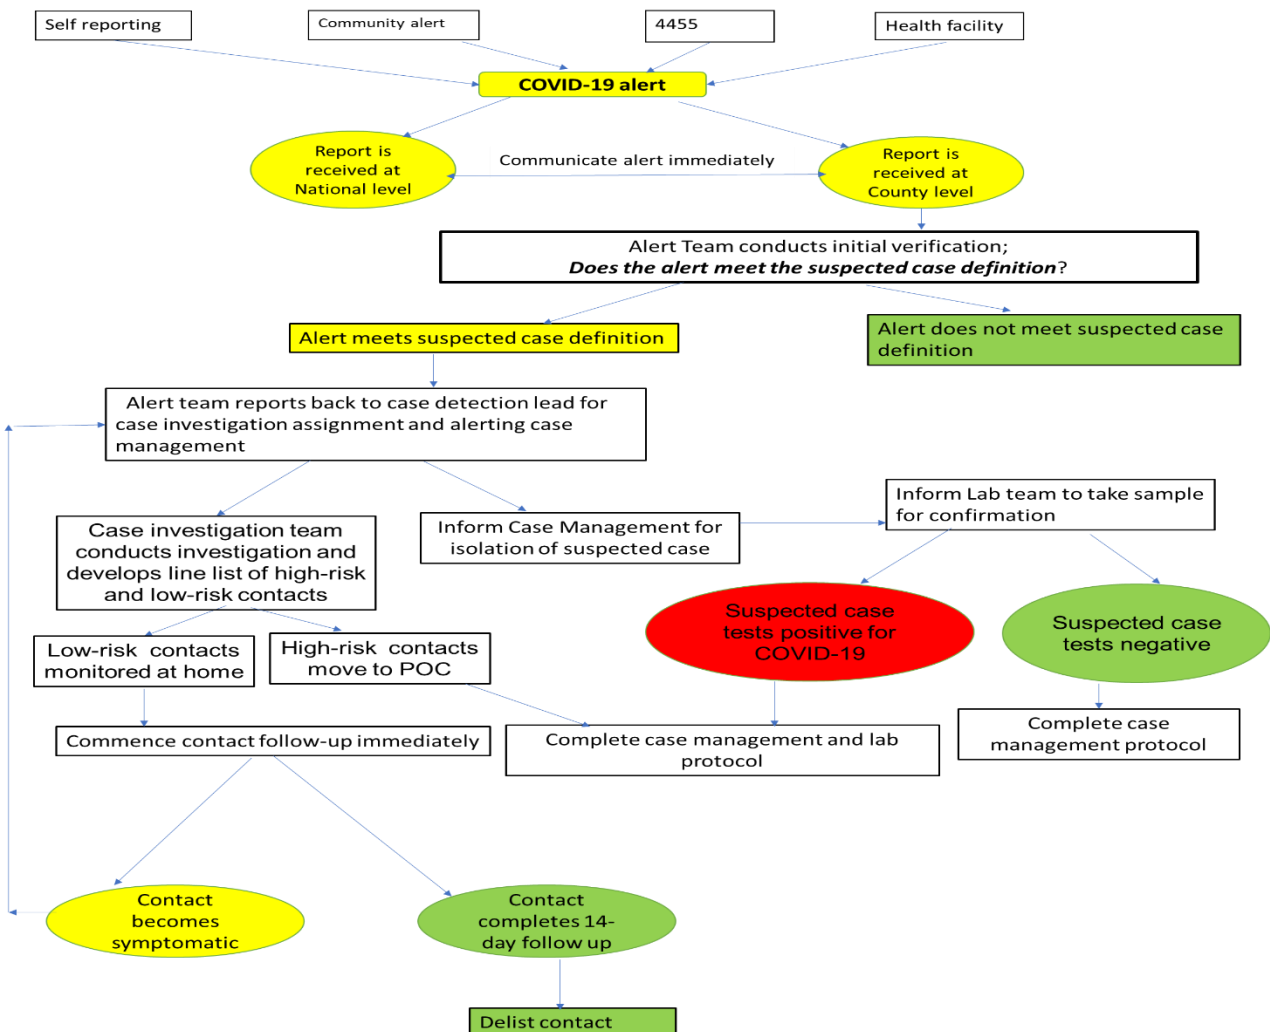 Self reporting
Community alert
4455
Health facility
COVID-19 alert
Report is
received at
National level
Communicate alert immediately
Report is
received at
County level
Alert Team conducts initial verification;
Does the alert meet the suspected case definition?
Alert meets suspected case definition
Alert does not meet suspected case
definition
Alert team reports back to case detection lead for
case investigation assignment and alerting case
management
Case investigation team
conducts investigation and
develops line list of high-risk
and low-risk contacts
Inform Case Management for
isolation of suspected case
Inform Lab team to take sample
for confirmation
Suspected case
tests positive for
COVID-19
Suspected case
tests negative
Low-risk contacts
monitored at home
High-risk contacts
move to POC
Commence contact follow-up immediately
Complete case management and lab
protocol
Complete case
management protocol
Contact
becomes
symptomatic
Contact
completes 14-
day follow up
Delist contact